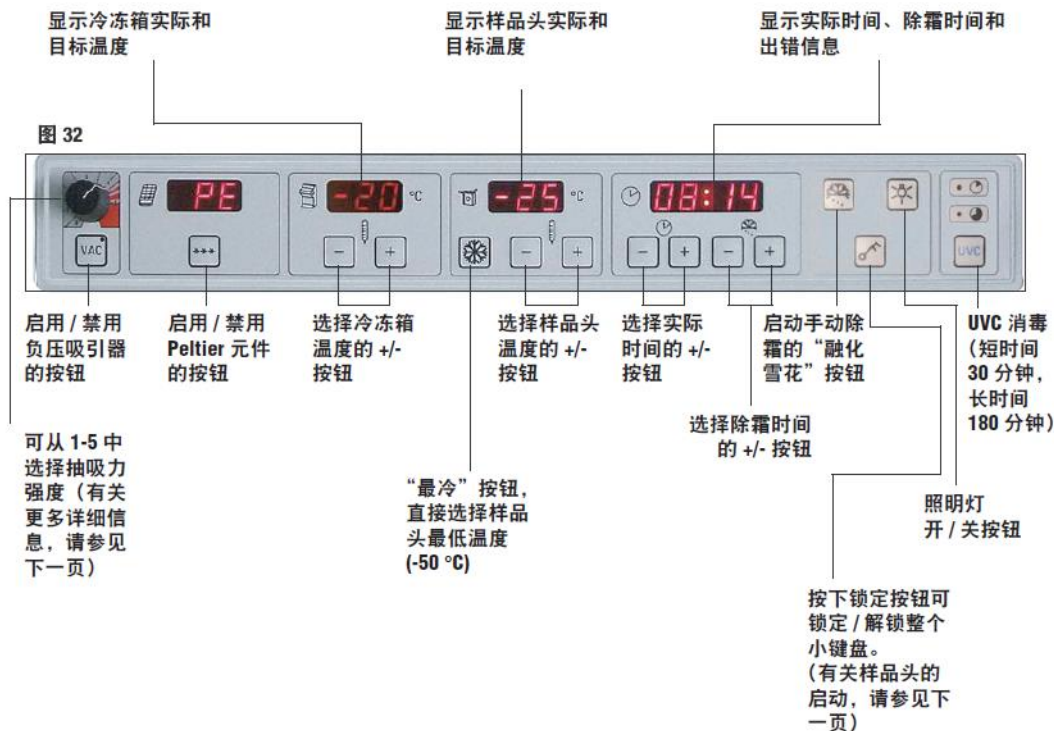 显示冷冻箱实际和
目标温度
显示样品头实际和
目标温度
显示实际时间、除霜时间和
出错信息
图 32
PE
-20 °C
-25 °C
08:14
VAC
***
-
+
-
+
-
+
-
+
UVC
启用 / 禁用
负压吸引器
的按钮
启用 / 禁用
Peltier 元件
的按钮
选择冷冻箱
温度的 +/-
按钮
选择样品头
温度的 +/-
按钮
选择实际
时间的 +/-
按钮
启动手动除
霜的“融化
雪花”按钮
UVC 消毒
（短时间
30 分钟，
长时间
180 分钟）
选择除霜时间
的 +/- 按钮
可从 1-5 中
选择抽吸力
强度（有关
更多详细信
息，请参见
下一页）
“最冷”按钮，
直接选择样品
头最低温度
(-50 °C)
照明灯
开 / 关按钮
按下锁定按钮可
锁定 / 解锁整个
小键盘。
（有关样品头的
启动，请参见下
一页）